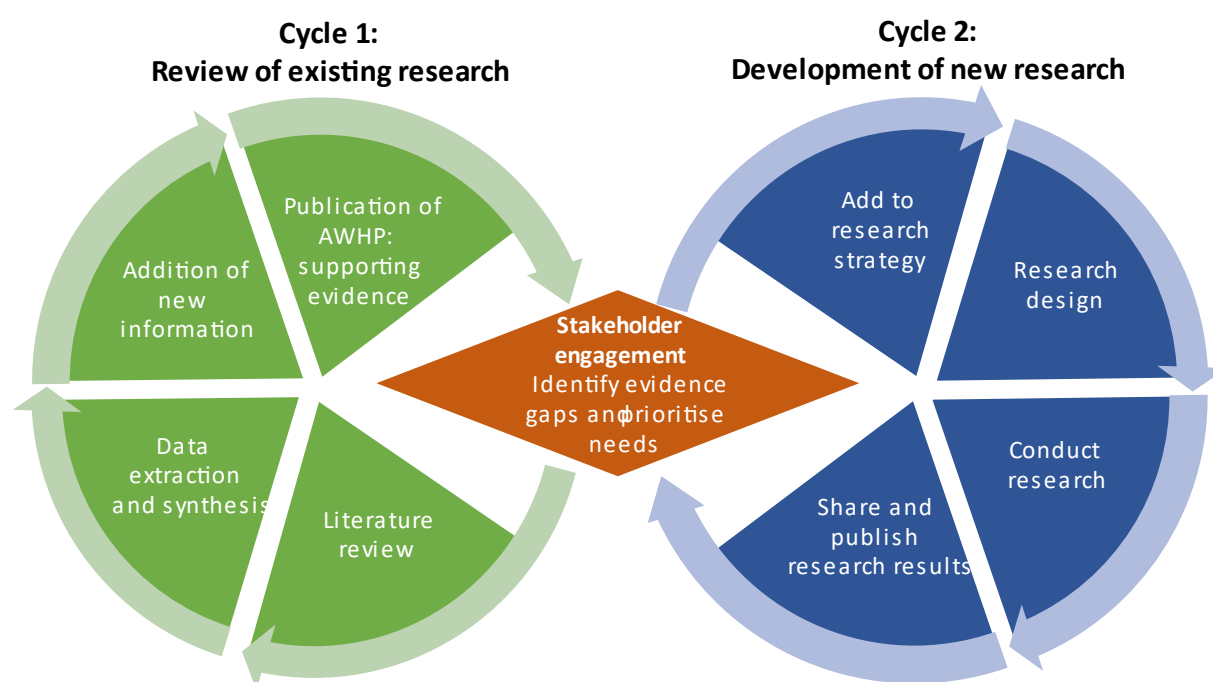 Cycle 1:
Review of existing research
Cycle 2:
Development of new research
Publication of
AWHP:
supporting
evidence
Addition of
new
information
Data
extraction
and synthesis
Literature
review
Stakeholder
engagement
Identify evidence
gaps and prioritise
needs
Add to
research
strategy
Research
design
Conduct
research
Share and
publish
research results